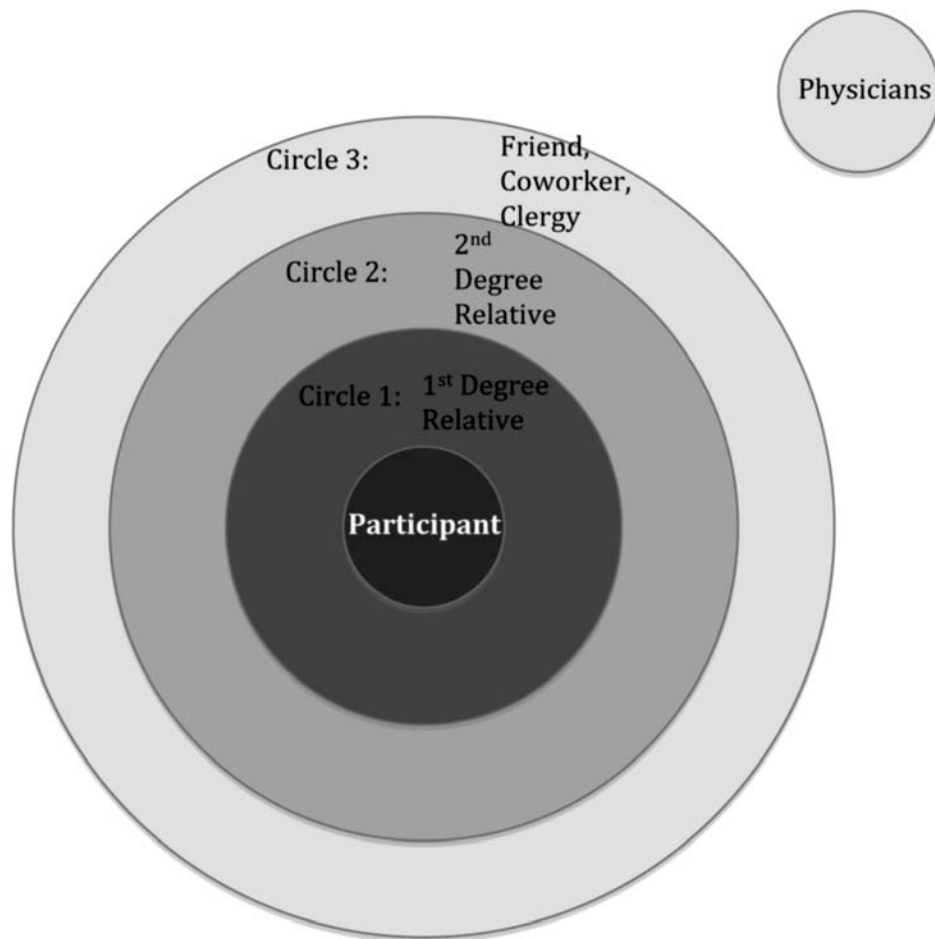 Physicians
Circle 3:
Friend,
Coworker,
Clergy
Circle 2:
2nd
Degree
Relative
Circle 1:
1st Degree
Relative
Participant